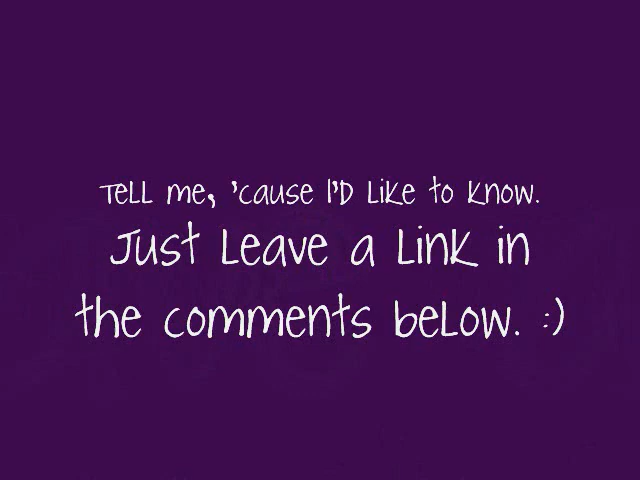 Tell me, 'cause I'd like to know.
Just leave a link in
the comments below. :)